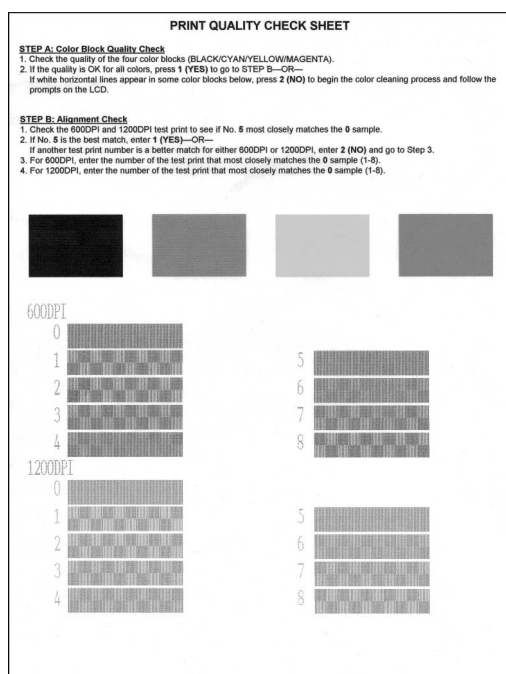 PRINT QUALITY CHECK SHEET
STEP A: Color Block Quality Check
1. Check the quality of the four color blocks (BLACK/CYAN/YELLOW/MAGENTA).
2. If the quality is OK for all colors, press 1 (YES) to go to STEP B—OR—
If white horizontal lines appear in some color blocks below, press 2 (NO) to begin the color cleaning process and follow the
prompts on the LCD.
STEP B: Alignment Check
1. Check the 600DPI and 1200DPI test print to see if No. 5 most closely matches the 0 sample.
2. If No. 5 is the best match, enter 1 (YES)—OR—
If another test print number is a better match for either 600DPI or 1200DPI, enter 2 (NO) and go to Step 3.
3. For 600DPI, enter the number of the test print that most closely matches the 0 sample (1-8).
4. For 1200DPI, enter the number of the test print that most closely matches the 0 sample (1-8).
600DPI
0
1
2
3
4
5
6
7
8
1200DPI
0
1
2
3
4
5
6
7
8